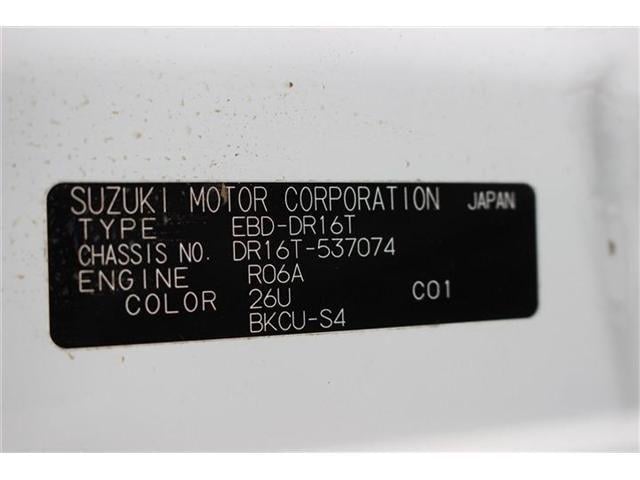 SUZUKI MOTOR CORPORATION JAPAN
TYPE EBD-DR16T
CHASSIS NO. DR16T-537074
ENGINE R06A
COLOR 26U C01
BKCU-S4